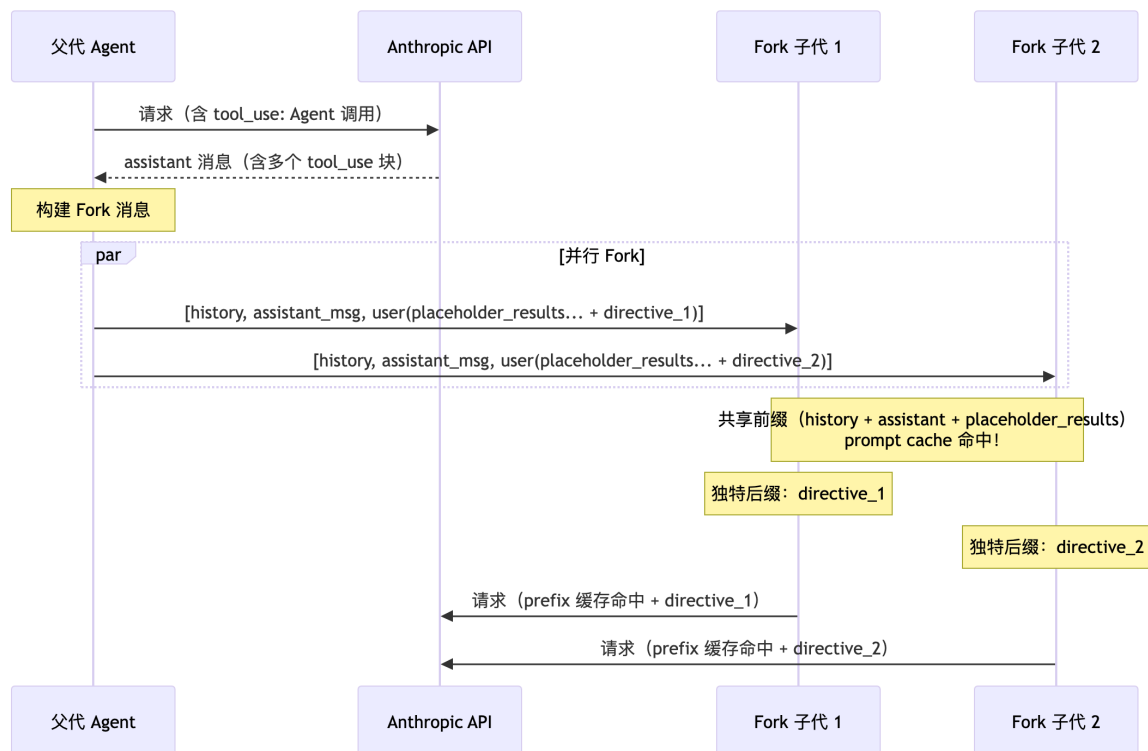 父代 Agent
Anthropic API
Fork 子代 1
Fork 子代 2
请求（含 tool_use: Agent 调用）
assistant 消息（含多个 tool_use 块）
构建 Fork 消息
par
[并行 Fork]
[history, assistant_msg, user(placeholder_results... + directive_1)]
[history, assistant_msg, user(placeholder_results... + directive_2)]
共享前缀（history + assistant + placeholder_results）
prompt cache 命中！
独特后缀：directive_1
独特后缀：directive_2
请求（prefix 缓存命中 + directive_1）
请求（prefix 缓存命中 + directive_2）
父代 Agent
Anthropic API
Fork 子代 1
Fork 子代 2